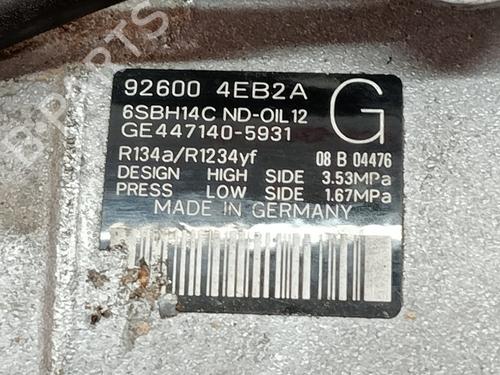 B-PARTS
92600 4EB2A
G
6SBH14C ND-OIL12
GE447140-5931
R134a/R1234yf 08 B 04476
DESIGN HIGH SIDE 3.53MPa
PRESS LOW SIDE 1.67MPa
MADE IN GERMANY